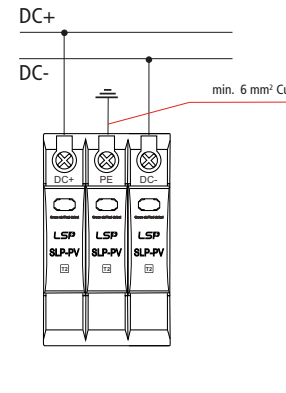 DC+
DC-
min. 6 mm² Cu
DC+ PE DC-
LSP LSP LSP
SLP-PV SLP-PV SLP-PV
T2 T2 T2